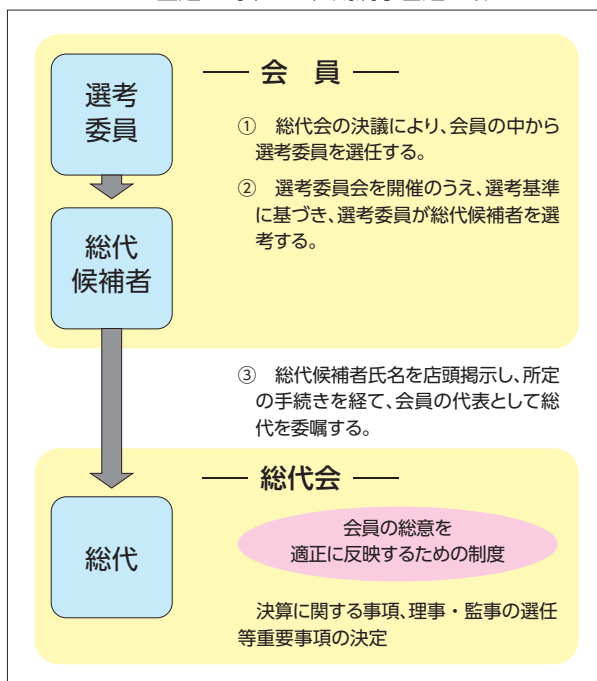 ― 会 員 ―
選考
委員
① 総代会の決議により、会員の中から
選考委員を選任する。
② 選考委員会を開催のうえ、選考基準
に基づき、選考委員が総代候補者を選
考する。
総代
候補者
③ 総代候補者氏名を店頭掲示し、所定
の手続きを経て、会員の代表として総
代を委嘱する。
― 総代会 ―
会員の総意を
適正に反映するための制度
総代
決算に関する事項、理事・監事の選任
等重要事項の決定